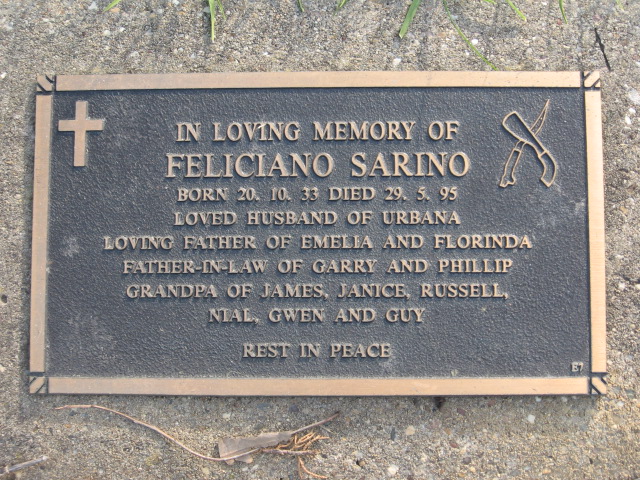 IN LOVING MEMORY OF
FELICIANO SARINO
BORN 20. 10. 33 DIED 29. 5. 95
LOVED HUSBAND OF URBANA
LOVING FATHER OF EMELIA AND FLORINDA
FATHER-IN-LAW OF GARRY AND PHILLIP
GRANDPA OF JAMES, JANICE, RUSSELL,
NIAL, GWEN AND GUY
REST IN PEACE
E7